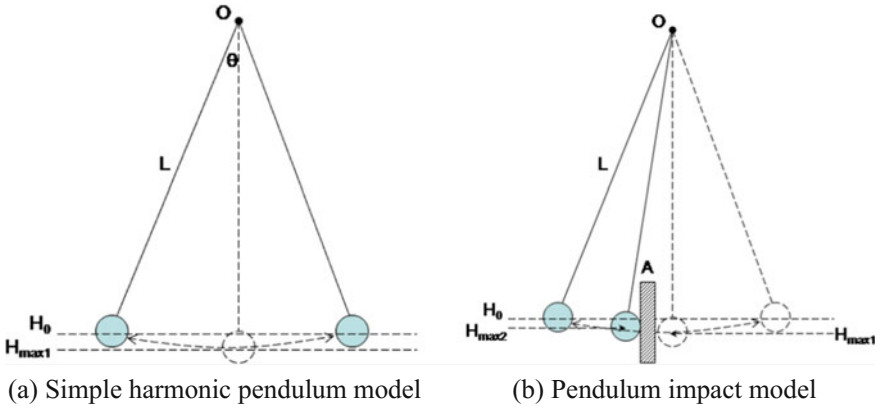 O
θ
L
H0
Hmax1
(a) Simple harmonic pendulum model
O
L
A
H0
Hmax2
Hmax1
(b) Pendulum impact model